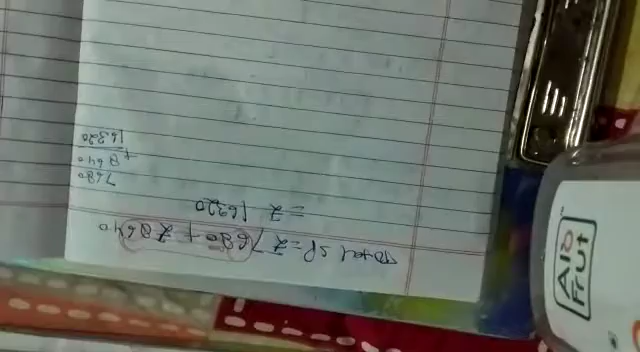 Total SP = ₹ 7680 + ₹ 8640
= ₹ 16320
7680
+ 8640
16320
Alo
Frut